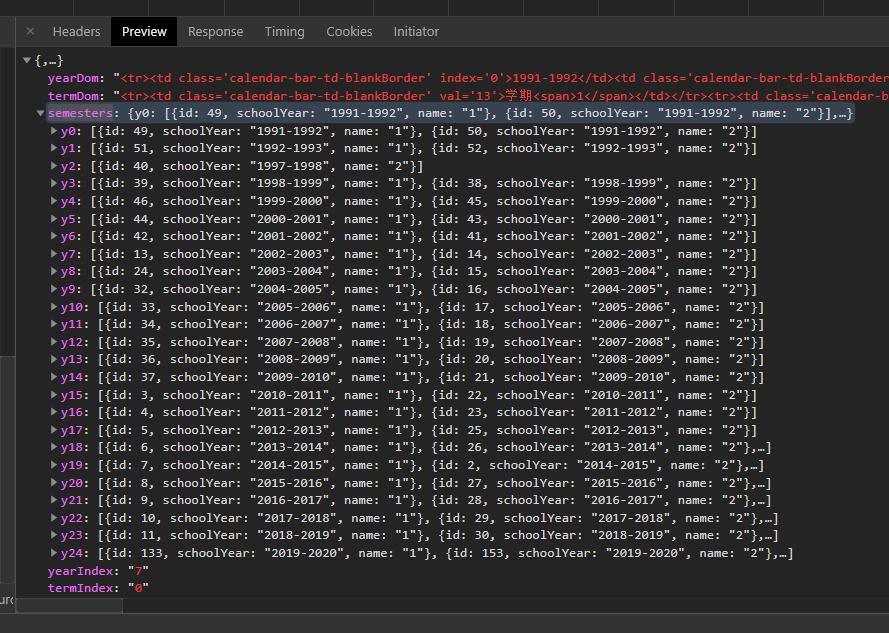 × Headers Preview Response Timing Cookies Initiator
▼{,…}
yearDom: "<tr><td class='calendar-bar-td-blankBorder' index='0'>1991-1992</td><td class='calendar-bar-td-blankBorder
termDom: "<tr><td class='calendar-bar-td-blankBorder' val='13'>学期<span>1</span></td></tr><tr><td class='calendar-b
▼semesters: {y0: [{id: 49, schoolYear: "1991-1992", name: "1"}, {id: 50, schoolYear: "1991-1992", name: "2"}],…}
▶y0: [{id: 49, schoolYear: "1991-1992", name: "1"}, {id: 50, schoolYear: "1991-1992", name: "2"}]
▶y1: [{id: 51, schoolYear: "1992-1993", name: "1"}, {id: 52, schoolYear: "1992-1993", name: "2"}]
▶y2: [{id: 40, schoolYear: "1997-1998", name: "2"}]
▶y3: [{id: 39, schoolYear: "1998-1999", name: "1"}, {id: 38, schoolYear: "1998-1999", name: "2"}]
▶y4: [{id: 46, schoolYear: "1999-2000", name: "1"}, {id: 45, schoolYear: "1999-2000", name: "2"}]
▶y5: [{id: 44, schoolYear: "2000-2001", name: "1"}, {id: 43, schoolYear: "2000-2001", name: "2"}]
▶y6: [{id: 42, schoolYear: "2001-2002", name: "1"}, {id: 41, schoolYear: "2001-2002", name: "2"}]
▶y7: [{id: 13, schoolYear: "2002-2003", name: "1"}, {id: 14, schoolYear: "2002-2003", name: "2"}]
▶y8: [{id: 24, schoolYear: "2003-2004", name: "1"}, {id: 15, schoolYear: "2003-2004", name: "2"}]
▶y9: [{id: 32, schoolYear: "2004-2005", name: "1"}, {id: 16, schoolYear: "2004-2005", name: "2"}]
▶y10: [{id: 33, schoolYear: "2005-2006", name: "1"}, {id: 17, schoolYear: "2005-2006", name: "2"}]
▶y11: [{id: 34, schoolYear: "2006-2007", name: "1"}, {id: 18, schoolYear: "2006-2007", name: "2"}]
▶y12: [{id: 35, schoolYear: "2007-2008", name: "1"}, {id: 19, schoolYear: "2007-2008", name: "2"}]
▶y13: [{id: 36, schoolYear: "2008-2009", name: "1"}, {id: 20, schoolYear: "2008-2009", name: "2"}]
▶y14: [{id: 37, schoolYear: "2009-2010", name: "1"}, {id: 21, schoolYear: "2009-2010", name: "2"}]
▶y15: [{id: 3, schoolYear: "2010-2011", name: "1"}, {id: 22, schoolYear: "2010-2011", name: "2"}]
▶y16: [{id: 4, schoolYear: "2011-2012", name: "1"}, {id: 23, schoolYear: "2011-2012", name: "2"}]
▶y17: [{id: 5, schoolYear: "2012-2013", name: "1"}, {id: 25, schoolYear: "2012-2013", name: "2"}]
▶y18: [{id: 6, schoolYear: "2013-2014", name: "1"}, {id: 26, schoolYear: "2013-2014", name: "2"},…]
▶y19: [{id: 7, schoolYear: "2014-2015", name: "1"}, {id: 2, schoolYear: "2014-2015", name: "2"},…]
▶y20: [{id: 8, schoolYear: "2015-2016", name: "1"}, {id: 27, schoolYear: "2015-2016", name: "2"},…]
▶y21: [{id: 9, schoolYear: "2016-2017", name: "1"}, {id: 28, schoolYear: "2016-2017", name: "2"},…]
▶y22: [{id: 10, schoolYear: "2017-2018", name: "1"}, {id: 29, schoolYear: "2017-2018", name: "2"},…]
▶y23: [{id: 11, schoolYear: "2018-2019", name: "1"}, {id: 30, schoolYear: "2018-2019", name: "2"},…]
▶y24: [{id: 133, schoolYear: "2019-2020", name: "1"}, {id: 153, schoolYear: "2019-2020", name: "2"},…]
yearIndex: "7"
termIndex: "0"